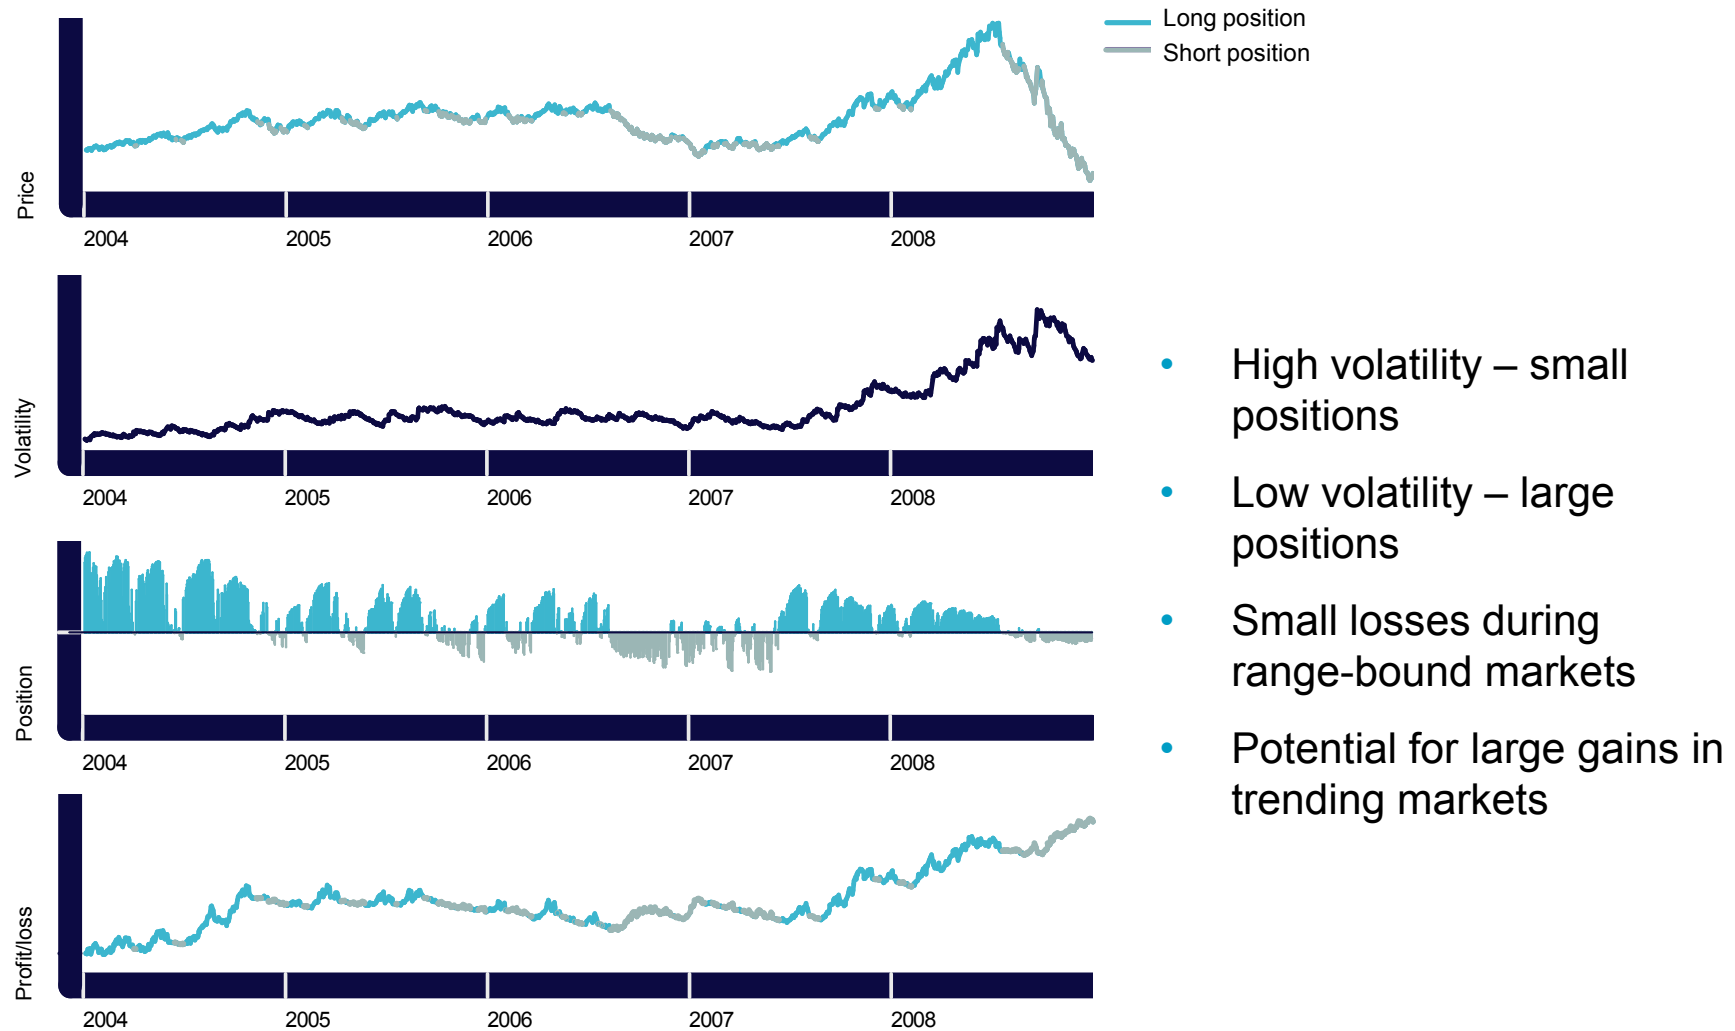 Long position
Short position
Price
2004 2005 2006 2007 2008
Volatility
2004 2005 2006 2007 2008
Position
2004 2005 2006 2007 2008
Profit/loss
2004 2005 2006 2007 2008
• High volatility – small
positions
• Low volatility – large
positions
• Small losses during
range-bound markets
• Potential for large gains in
trending markets